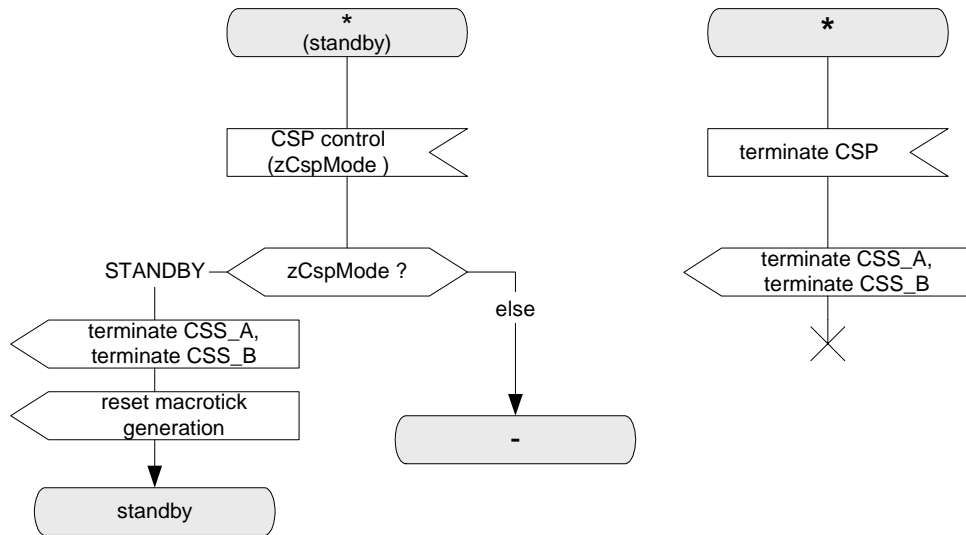 *
(standby)
CSP control
(zCspMode )
zCspMode ?
STANDBY
else
terminate CSS_A,
terminate CSS_B
reset macrotick
generation
standby
-
*
terminate CSP
terminate CSS_A,
terminate CSS_B